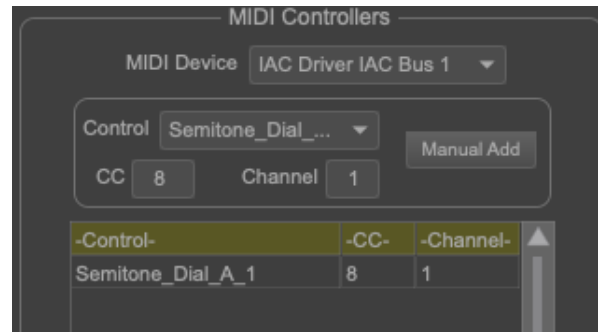 MIDI Controllers
MIDI Device IAC Driver IAC Bus 1
Control Semitone_Dial_...
Manual Add
CC 8 Channel 1
-Control- -CC- -Channel-
Semitone_Dial_A_1 8 1